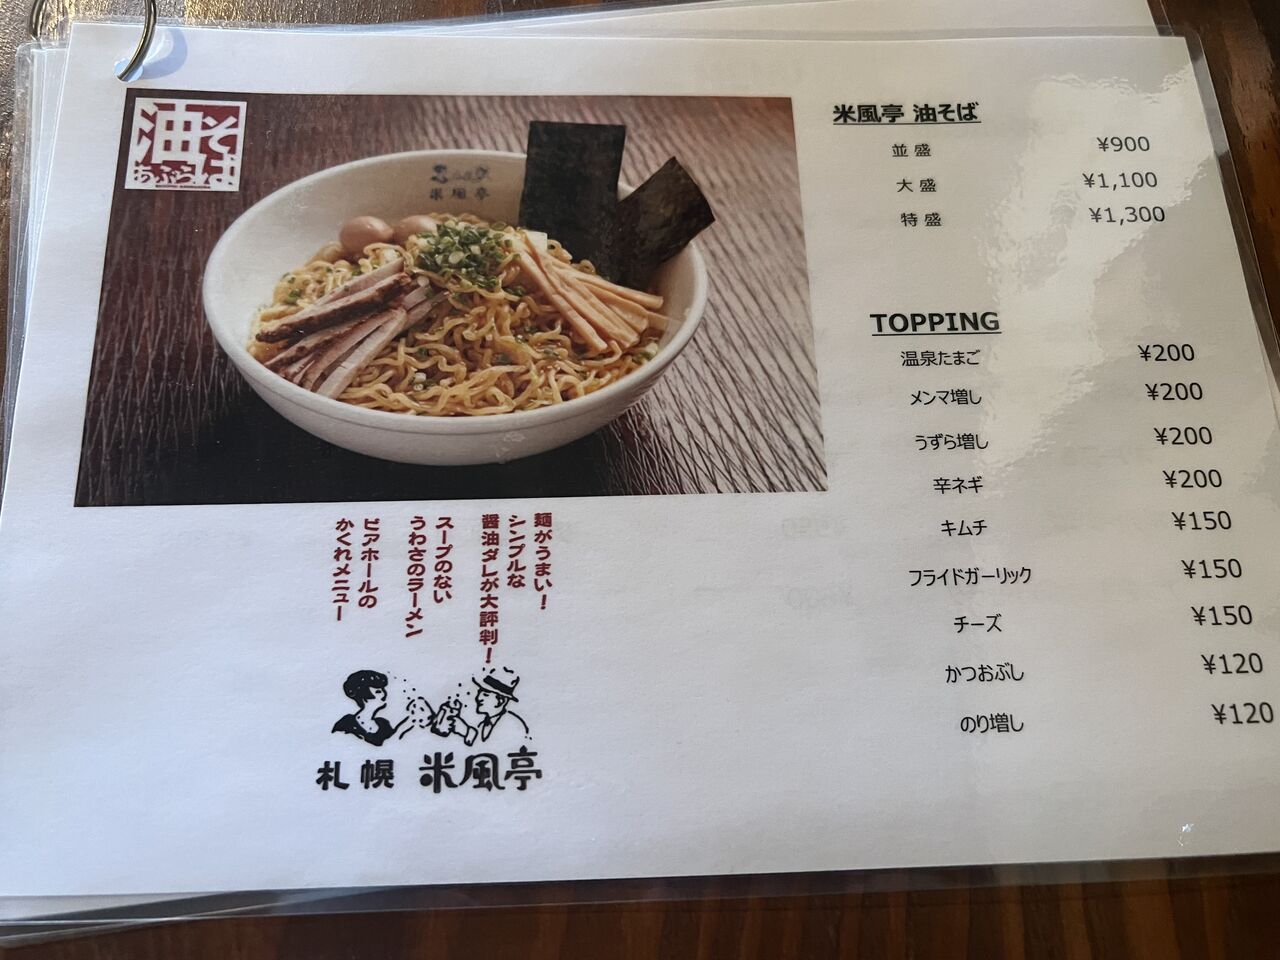 油そば
あぶらそば
米風亭
米風亭 油そば
並盛 ¥900
大盛 ¥1,100
特盛 ¥1,300
TOPPING
温泉たまご ¥200
メンマ増し ¥200
うずら増し ¥200
辛ネギ ¥200
キムチ ¥150
フライドガーリック ¥150
チーズ ¥150
かつおぶし ¥120
のり増し ¥120
麺がうまい！
シンプルな
醤油ダレが大評判！
スープのない
うわさのラーメン
ビアホールの
かくれメニュー
札幌 米風亭